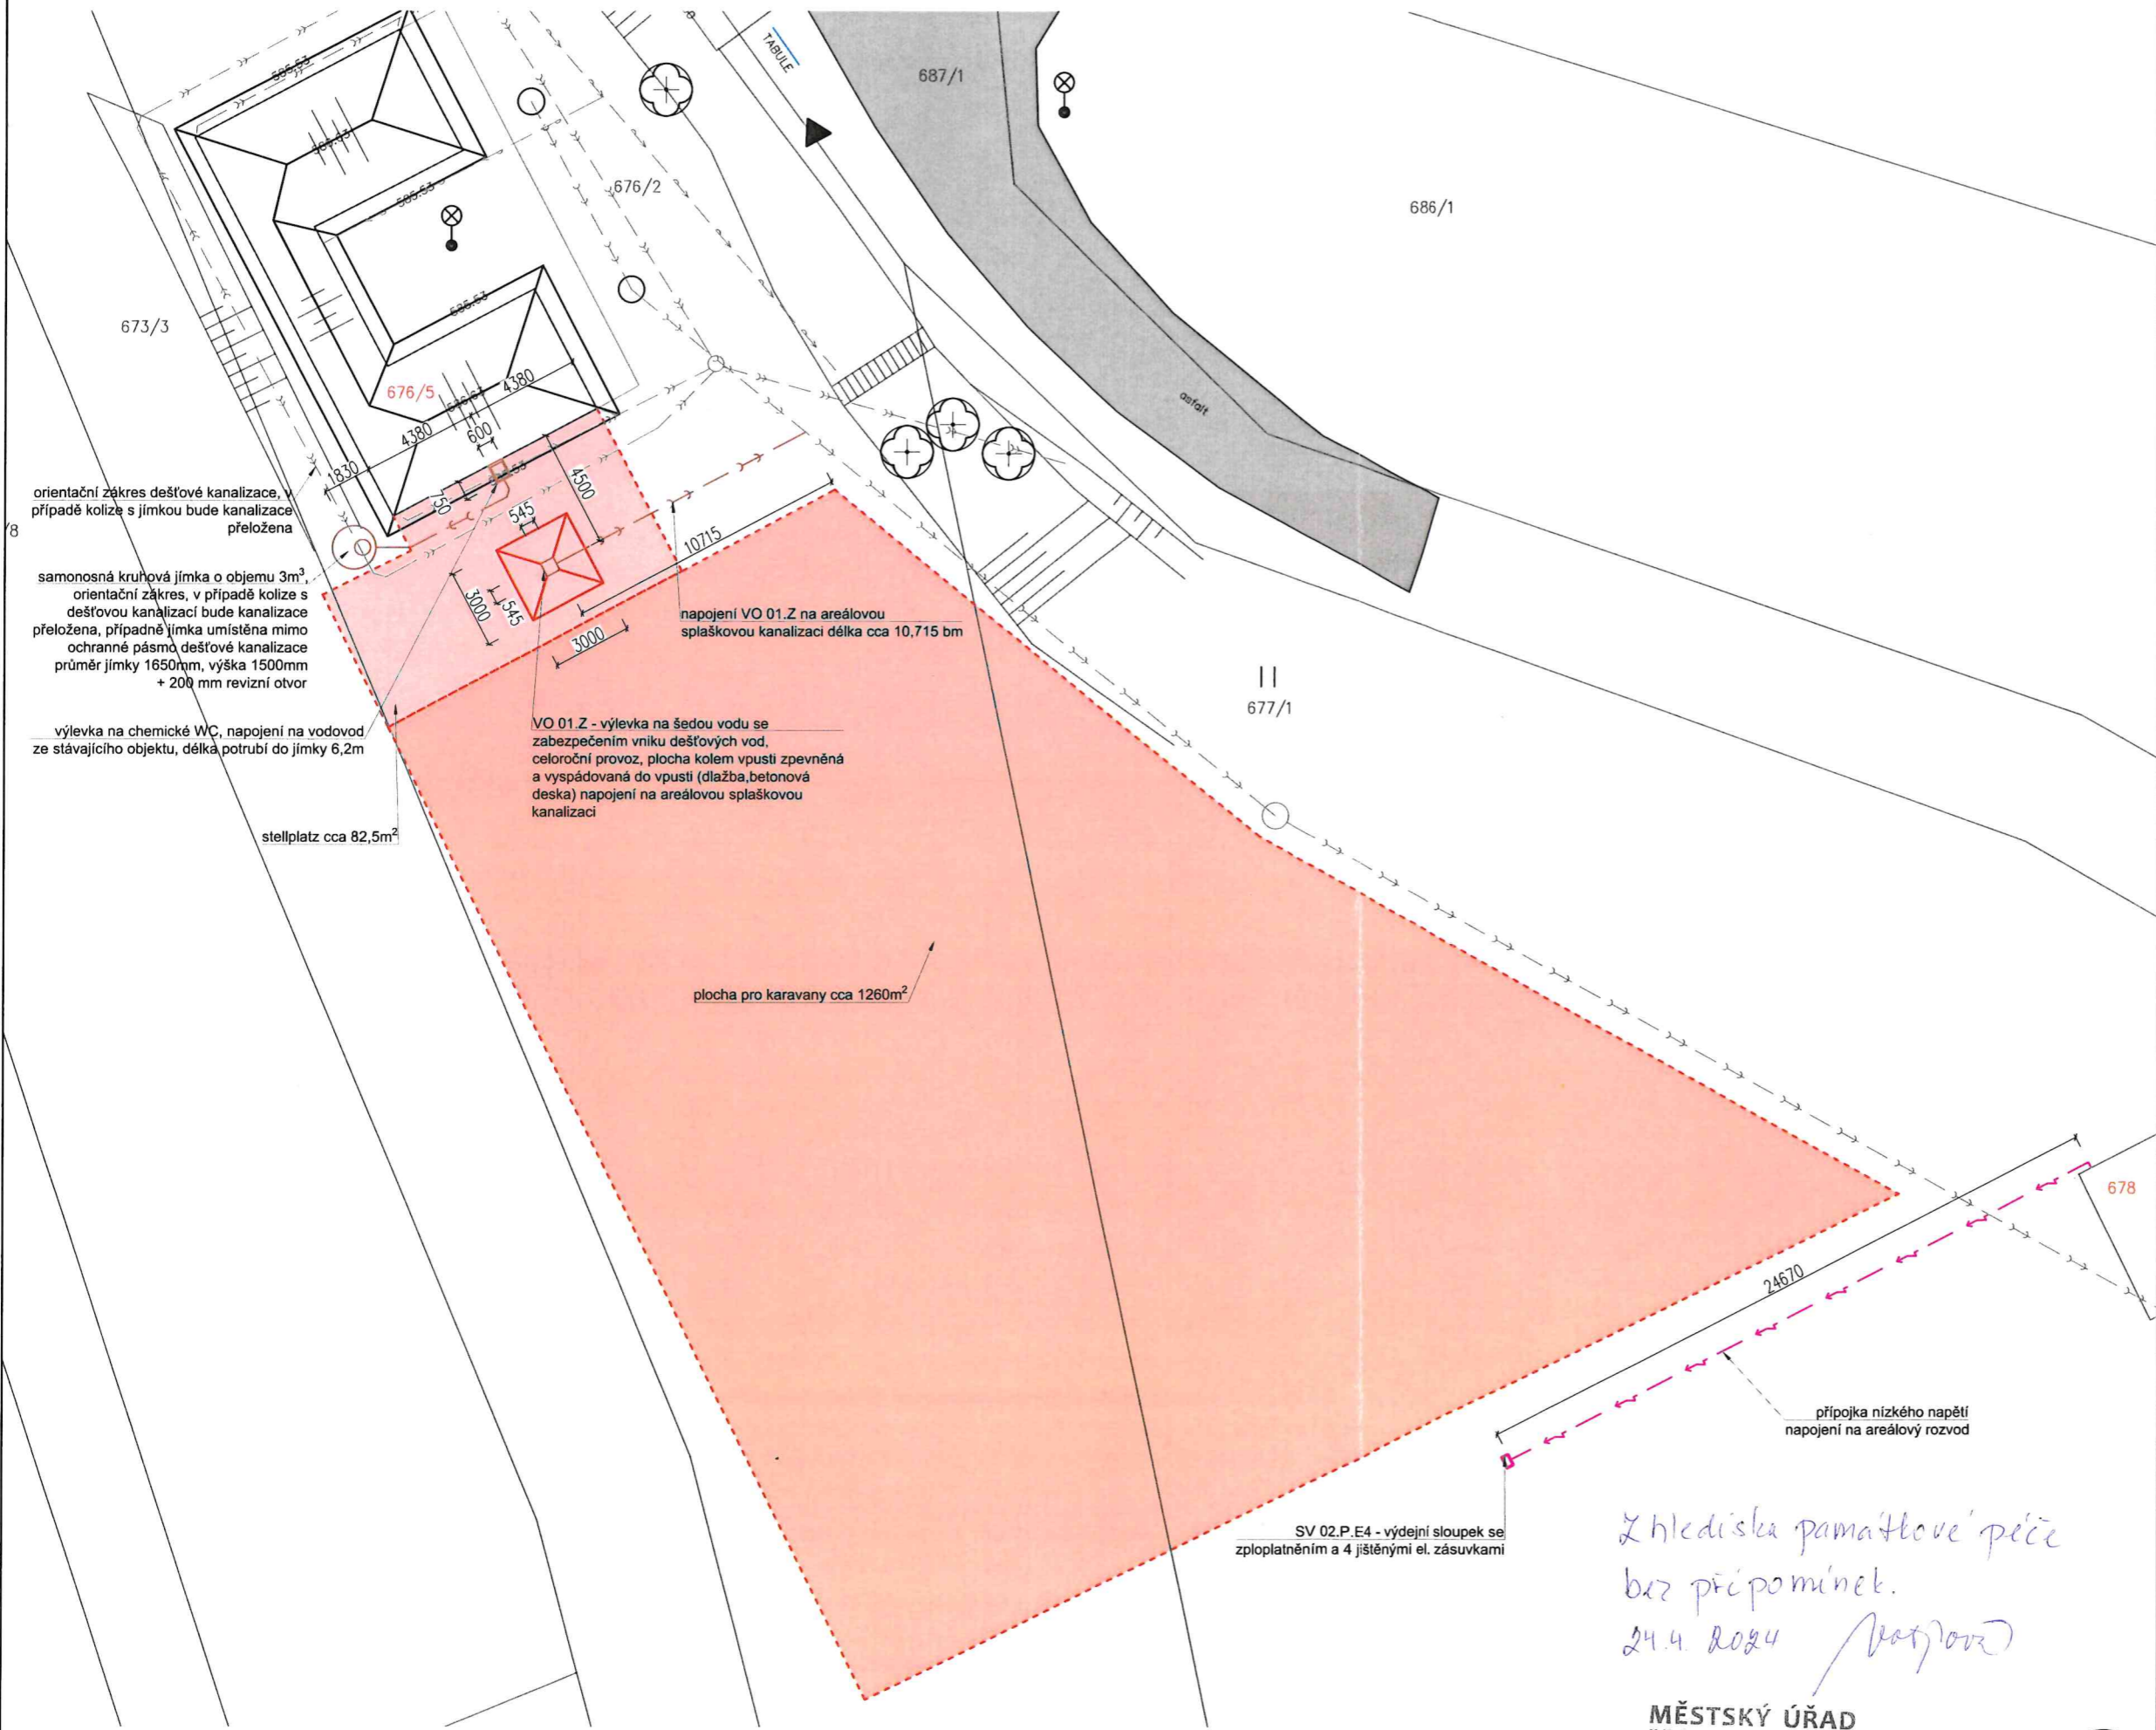 TABULE
687/1
585.53
585.53
676/2
686/1
673/3
676/5
4380
4380
600
1830
750
4500
545
10715
3000
545
3000
asfalt
orientační zákres dešťové kanalizace, v
případě kolize s jímkou bude kanalizace
přeložena
/8
samonosná kruhová jímka o objemu 3m³,
orientační zákres, v případě kolize s
dešťovou kanalizací bude kanalizace
přeložena, případně jímka umístěna mimo
ochranné pásmo dešťové kanalizace
průměr jímky 1650mm, výška 1500mm
+ 200 mm revizní otvor
napojení VO 01.Z na areálovou
splaškovou kanalizaci délka cca 10,715 bm
677/1
výlevka na chemické WC, napojení na vodovod
ze stávajícího objektu, délka potrubí do jímky 6,2m
VO 01.Z - výlevka na šedou vodu se
zabezpečením vniku dešťových vod,
celoroční provoz, plocha kolem vpusti zpevněná
a vyspádovaná do vpusti (dlažba,betonová
deska) napojení na areálovou splaškovou
kanalizaci
stellplatz cca 82,5m²
plocha pro karavany cca 1260m²
678
24670
přípojka nízkého napětí
napojení na areálový rozvod
SV 02.P.E4 - výdejní sloupek se
zploplatněním a 4 jištěnými el. zásuvkami
Z hlediska památkové péče
bez připomínek.
24.4. 2024
MĚSTSKÝ ÚŘAD